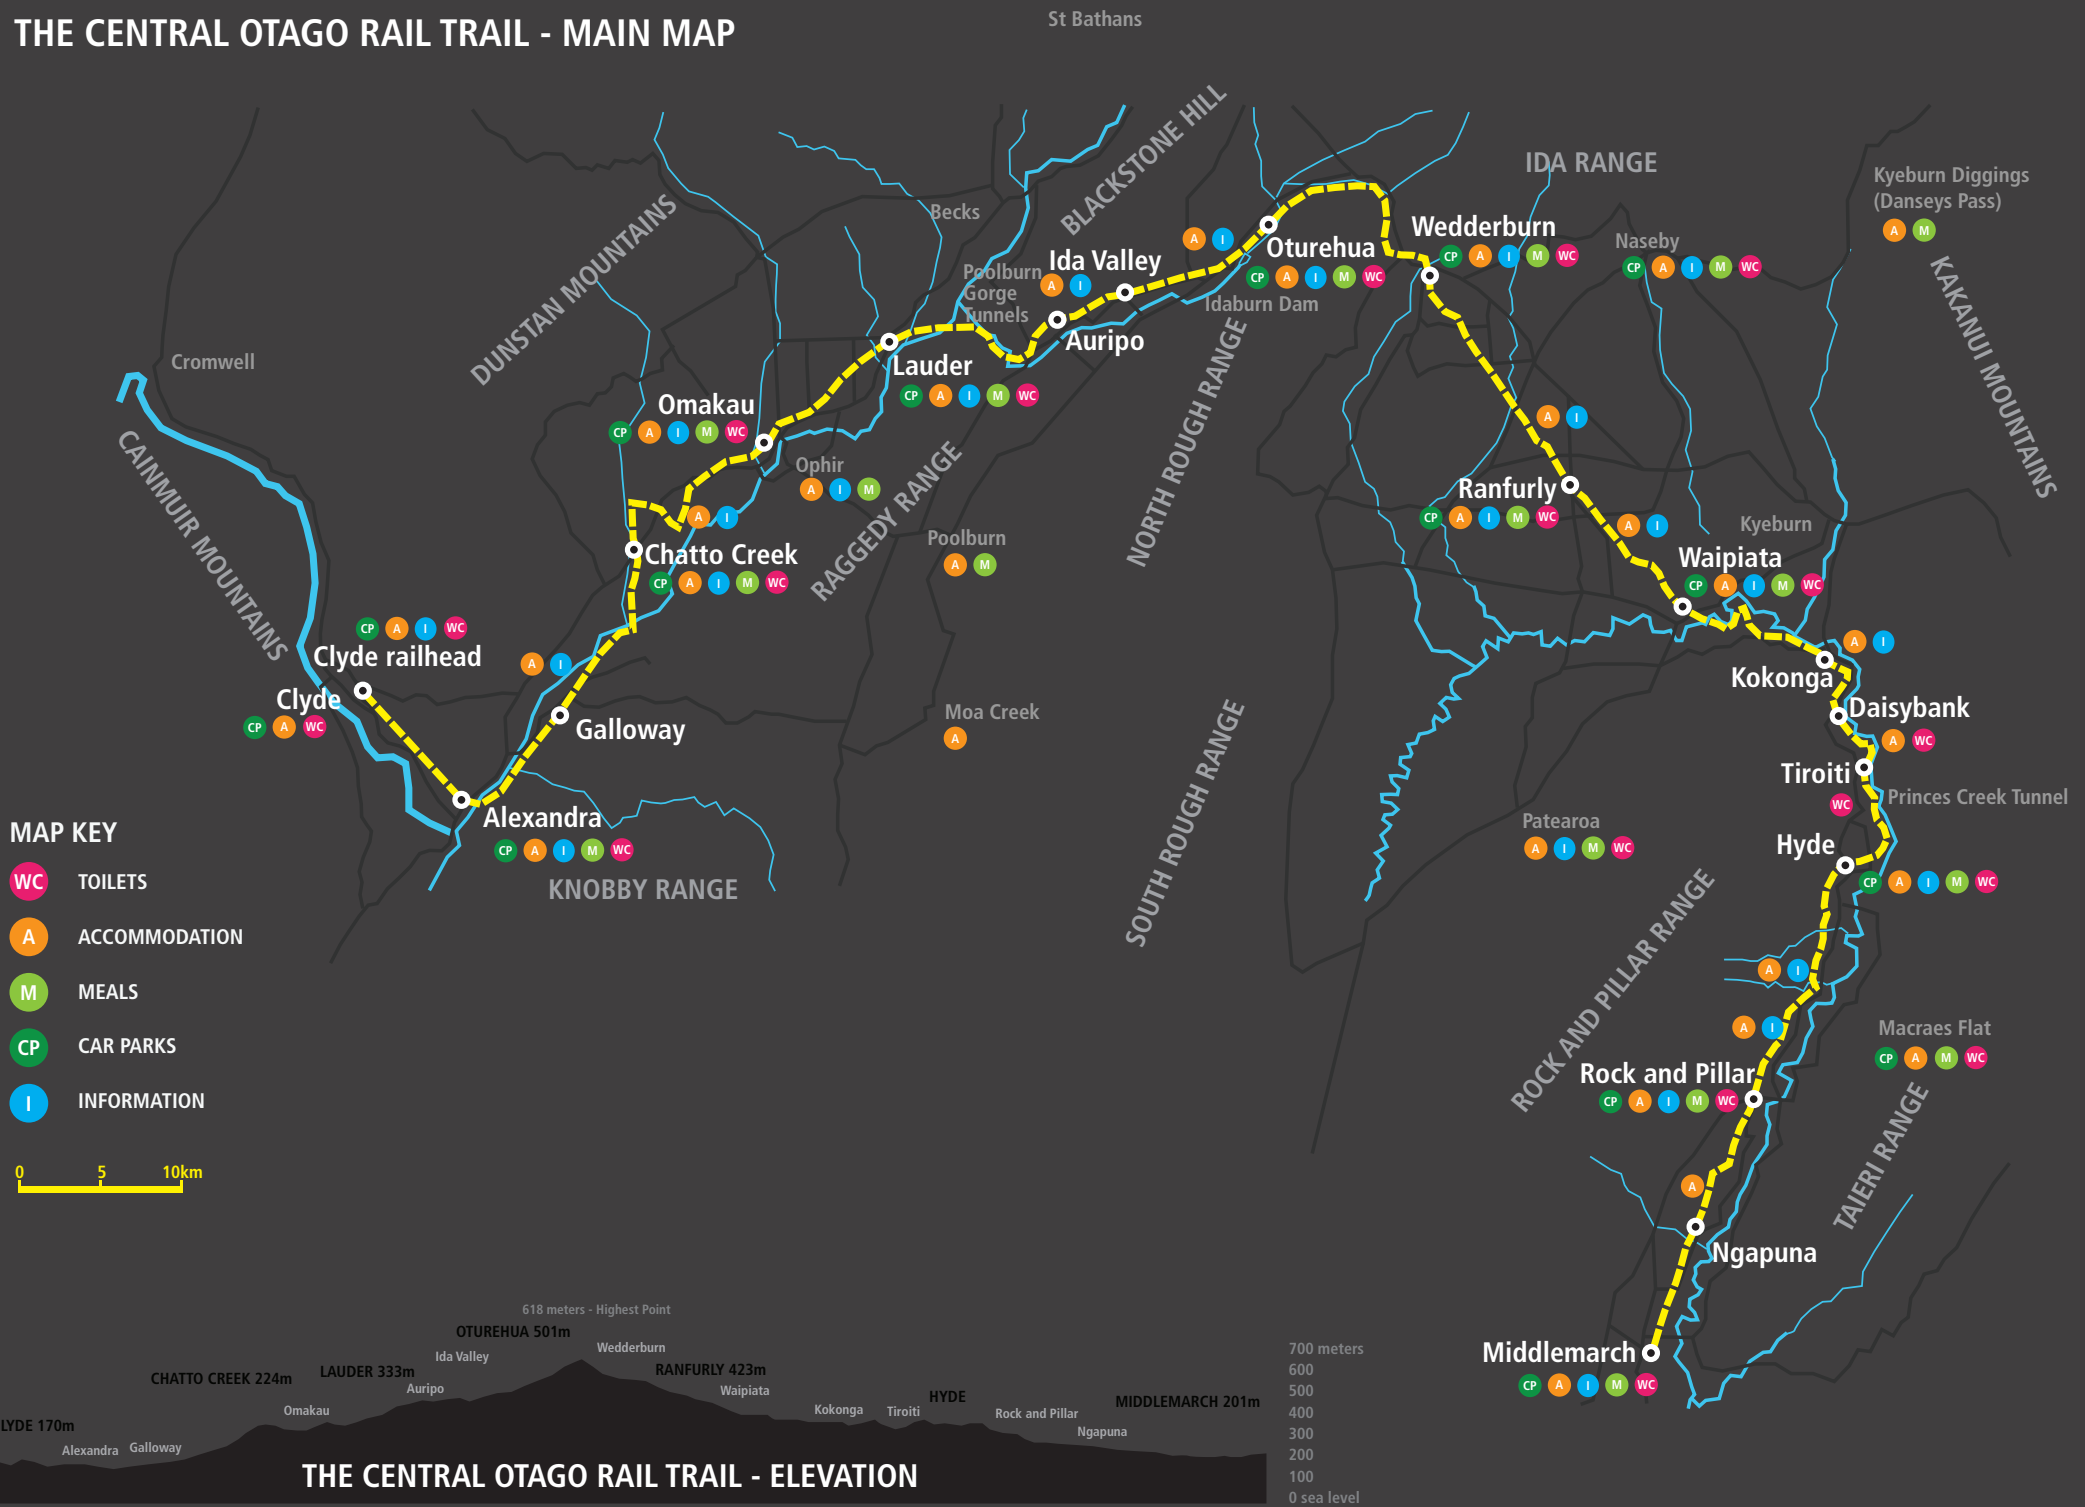 THE CENTRAL OTAGO RAIL TRAIL - MAIN MAP
St Bathans
BLACKSTONE HILL
IDA RANGE
Kyeburn Diggings
(Danseys Pass)
A M
DUNSTAN MOUNTAINS
Becks
A I
Oturehua
CP A I M WC
Wedderburn
CP A I M WC
Naseby
CP A I M WC
KAKANUI MOUNTAINS
Poolburn
Gorge
Tunnels
Ida Valley
A I
Idaburn Dam
Auripo
NORTH ROUGH RANGE
Cromwell
Lauder
CP A I M WC
Omakau
CP A I M WC
A I
CAINMUIR MOUNTAINS
Ophir
A I M
RAGGEDY RANGE
Ranfurly
CP A I M WC
A I
Kyeburn
A I
Chatto Creek
CP A I M WC
Poolburn
A M
Waipiata
CP A I M WC
CP A I WC
Clyde railhead
A I
A I
Kokonga
Clyde
CP A WC
Galloway
Moa Creek
A
SOUTH ROUGH RANGE
Daisybank
A WC
Tiroiti
WC
Princes Creek Tunnel
Alexandra
CP A I M WC
KNOBBY RANGE
Patearoa
A I M WC
Hyde
CP A I M WC
MAP KEY
WC TOILETS
A ACCOMMODATION
M MEALS
CP CAR PARKS
I INFORMATION
0 5 10km
ROCK AND PILLAR RANGE
A I
A I
Macraes Flat
CP A M WC
Rock and Pillar
CP A I M WC
TAIERI RANGE
A
Ngapuna
Middlemarch
CP A I M WC
618 meters - Highest Point
OTUREHUA 501m
Wedderburn
Ida Valley
CHATTO CREEK 224m
LAUDER 333m
RANFURLY 423m
Auripo
Waipiata
Omakau
Kokonga
Tiroiti
HYDE
Rock and Pillar
MIDDLEMARCH 201m
LYDE 170m
Alexandra
Galloway
Ngapuna
700 meters
600
500
400
300
200
100
0 sea level
THE CENTRAL OTAGO RAIL TRAIL - ELEVATION